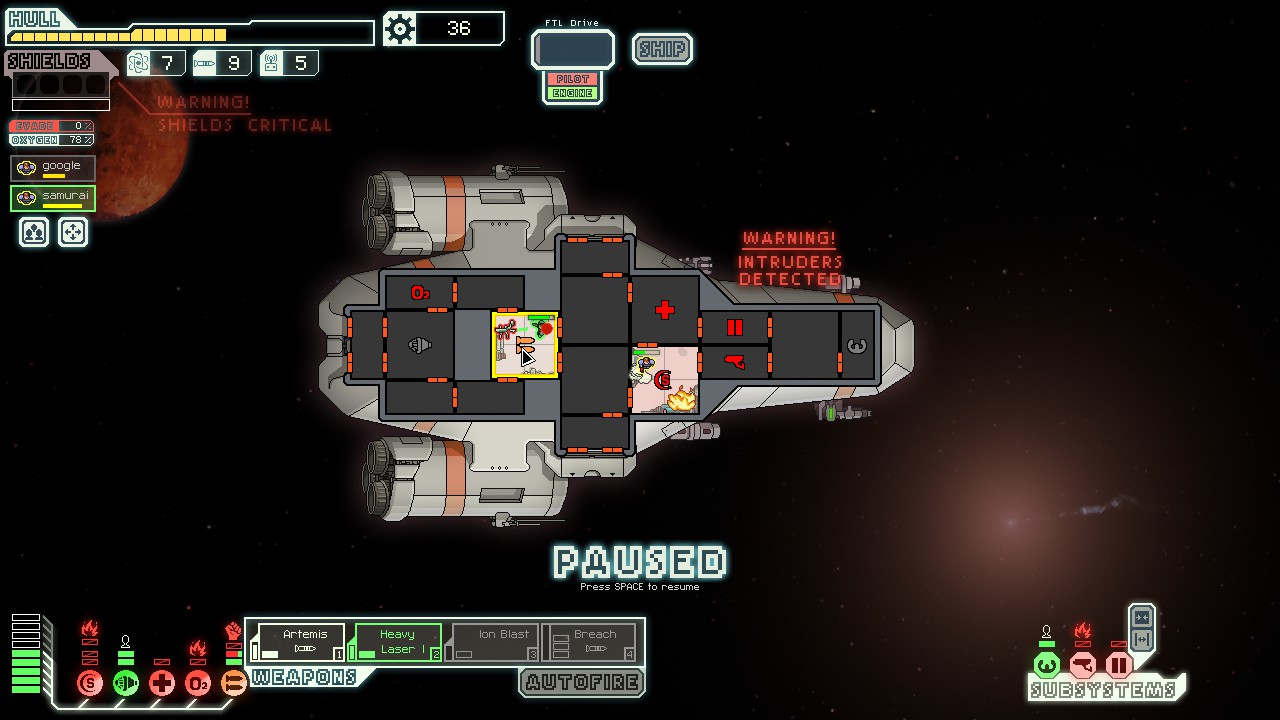 HULL
36
FTL Drive
SHIP
PILOT
ENGINE
SHIELDS
7
9
5
WARNING!
SHIELDS CRITICAL
EVADE 0%
OXYGEN 78%
google
samurai
WARNING!
INTRUDERS
DETECTED
O2
S
PAUSED
Press SPACE to resume
Artemis
1
Heavy
Laser I
2
Ion Blast
3
Breach
4
S
O2
WEAPONS
AUTOFIRE
SUBSYSTEMS